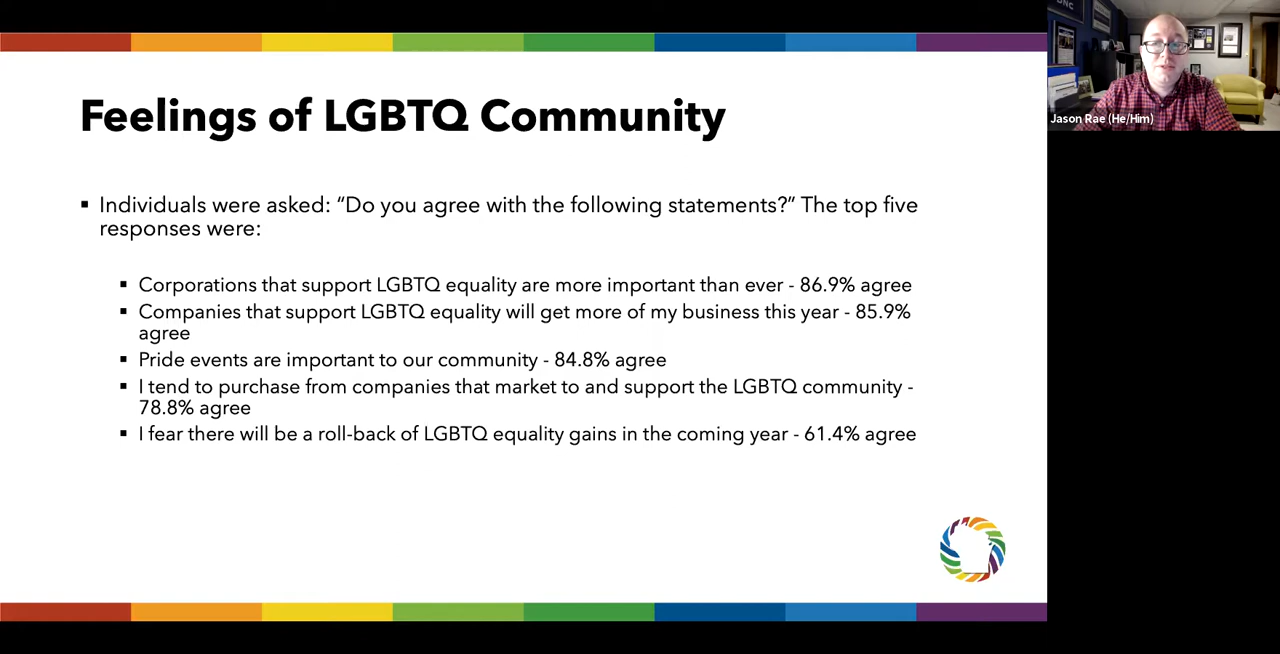 Feelings of LGBTQ Community
▪ Individuals were asked: “Do you agree with the following statements?” The top five
responses were:
▪ Corporations that support LGBTQ equality are more important than ever - 86.9% agree
▪ Companies that support LGBTQ equality will get more of my business this year - 85.9%
agree
▪ Pride events are important to our community - 84.8% agree
▪ I tend to purchase from companies that market to and support the LGBTQ community -
78.8% agree
▪ I fear there will be a roll-back of LGBTQ equality gains in the coming year - 61.4% agree
DNC
Jason Rae (He/Him)